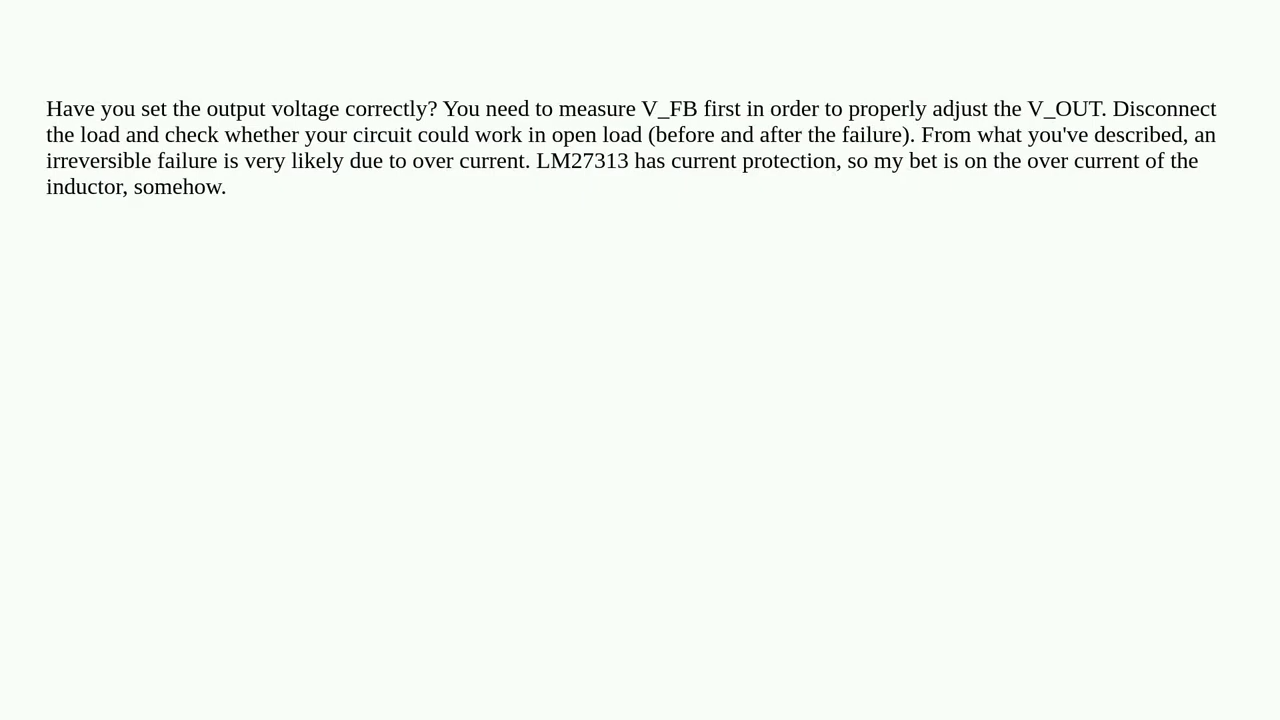 Have you set the output voltage correctly? You need to measure V_FB first in order to properly adjust the V_OUT. Disconnect
the load and check whether your circuit could work in open load (before and after the failure). From what you've described, an
irreversible failure is very likely due to over current. LM27313 has current protection, so my bet is on the over current of the
inductor, somehow.